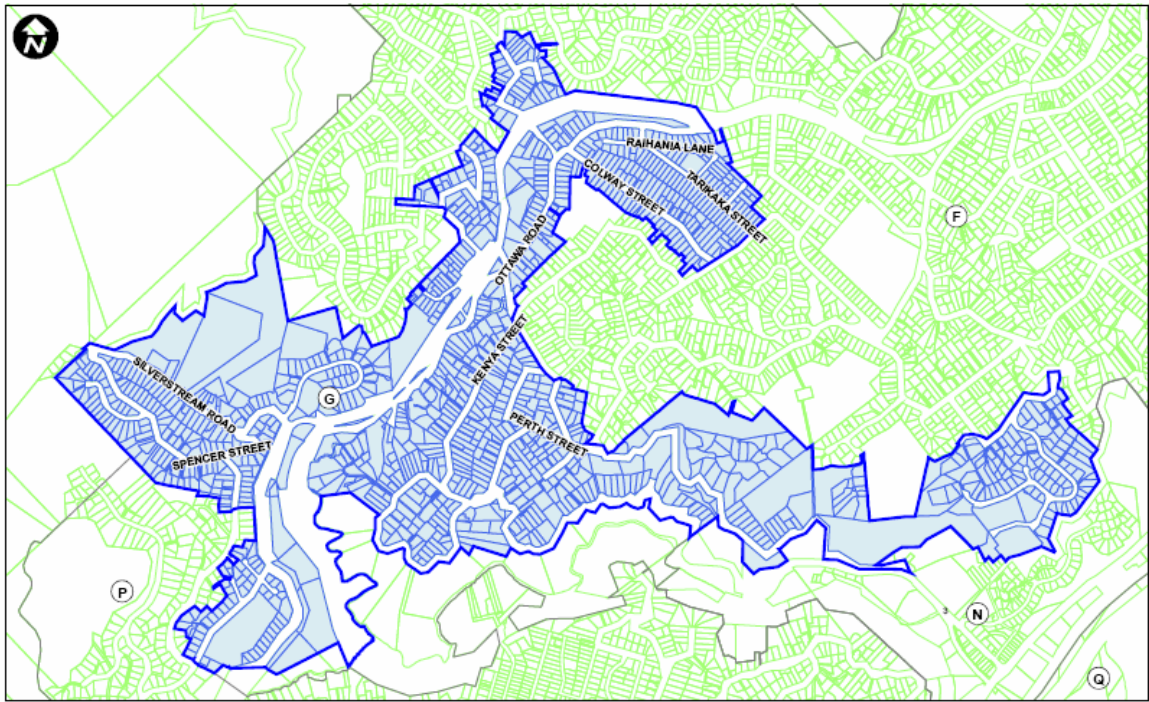 N
RAIHANIA LANE
COLWAY STREET
TARIKAKA STREET
F
OTTAWA ROAD
KENYA STREET
SILVERSTREAM ROAD
G
PERTH STREET
SPENCER STREET
P
3
N
Q